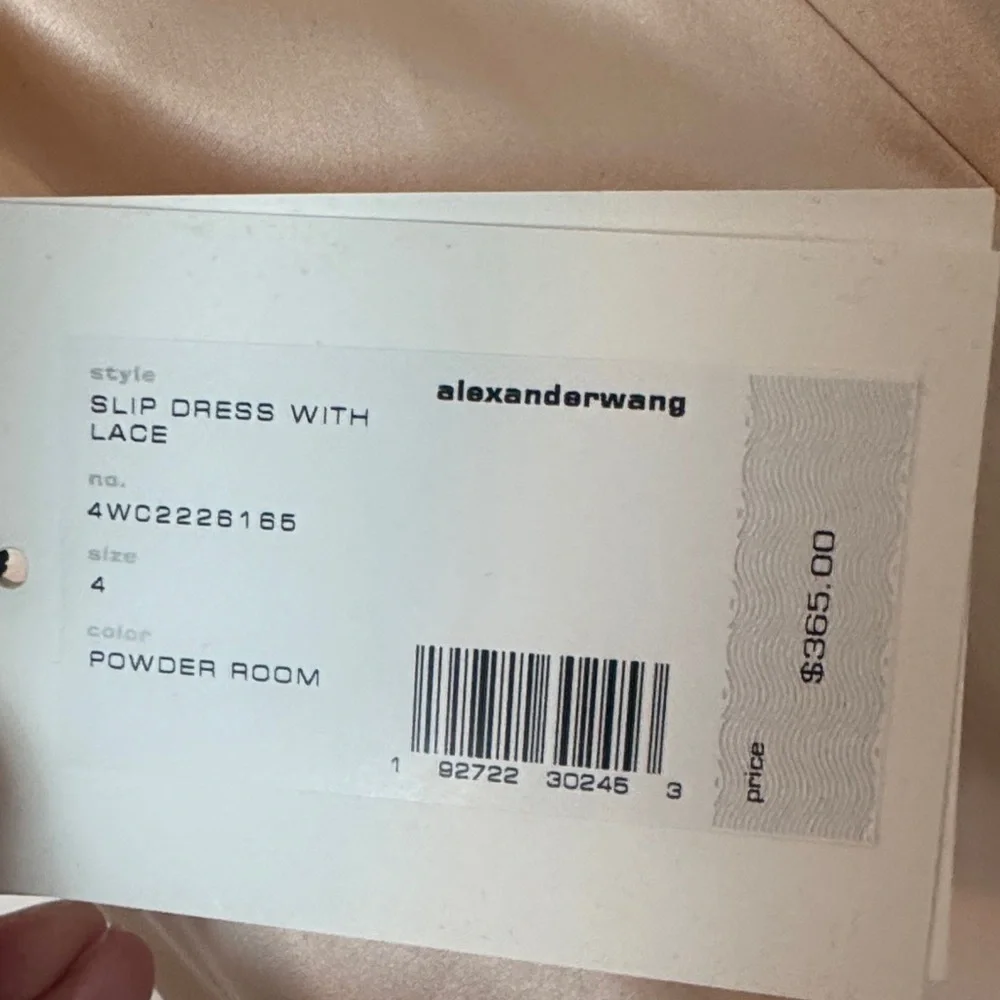 style
SLIP DRESS WITH
LACE
no.
4WC2226165
size
4
color
POWDER ROOM
alexanderwang
1 92722 30245 3
price
$365.00